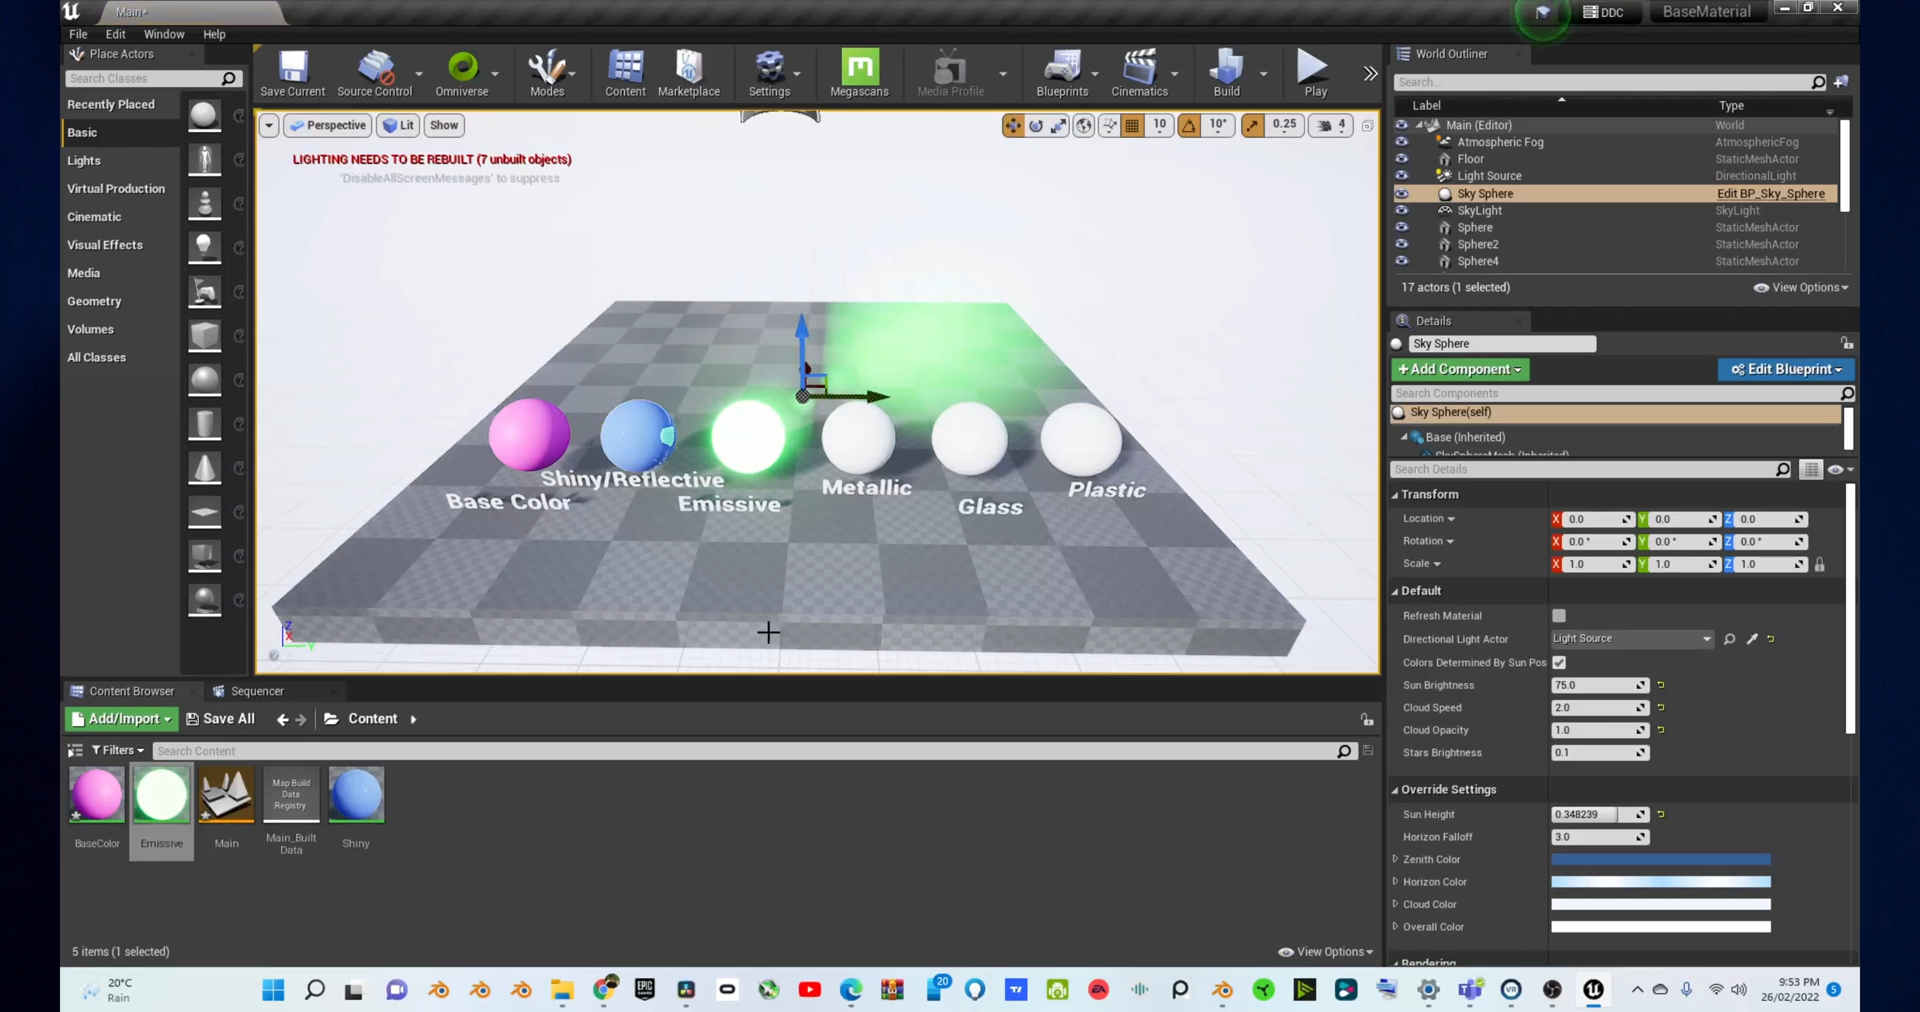 Main*
DDC
BaseMaterial
File Edit Window Help
Place Actors
Search Classes
Recently Placed
Basic
Lights
Virtual Production
Cinematic
Visual Effects
Media
Geometry
Volumes
All Classes
Save Current
Source Control
Omniverse
Modes
Content
Marketplace
Settings
Megascans
Media Profile
Blueprints
Cinematics
Build
Play
Perspective
Lit
Show
10
10°
0.25
4
LIGHTING NEEDS TO BE REBUILT (7 unbuilt objects)
'DisableAllScreenMessages' to suppress
Base Color
Shiny/Reflective
Emissive
Metallic
Glass
Plastic
Z
X
Y
World Outliner
Search...
Label Type
Main (Editor) World
Atmospheric Fog AtmosphericFog
Floor StaticMeshActor
Light Source DirectionalLight
Sky Sphere Edit BP_Sky_Sphere
SkyLight SkyLight
Sphere StaticMeshActor
Sphere2 StaticMeshActor
Sphere4 StaticMeshActor
17 actors (1 selected) View Options
Details
Sky Sphere
+Add Component Edit Blueprint
Search Components
Sky Sphere(self)
Base (Inherited)
SkySphereMesh (Inherited)
Search Details
Transform
Location X 0.0 Y 0.0 Z 0.0
Rotation X 0.0 ° Y 0.0 ° Z 0.0 °
Scale X 1.0 Y 1.0 Z 1.0
Default
Refresh Material
Directional Light Actor Light Source
Colors Determined By Sun Pos
Sun Brightness 75.0
Cloud Speed 2.0
Cloud Opacity 1.0
Stars Brightness 0.1
Override Settings
Sun Height 0.348239
Horizon Falloff 3.0
Zenith Color
Horizon Color
Cloud Color
Overall Color
Rendering
Content Browser
Sequencer
Add/Import Save All Content
Filters Search Content
BaseColor
Emissive
Main
Map Build
Data
Registry
Main_Built
Data
Shiny
5 items (1 selected) View Options
20°C
Rain
EPIC
GAMES
20
EA
VR
9:53 PM
26/02/2022
5